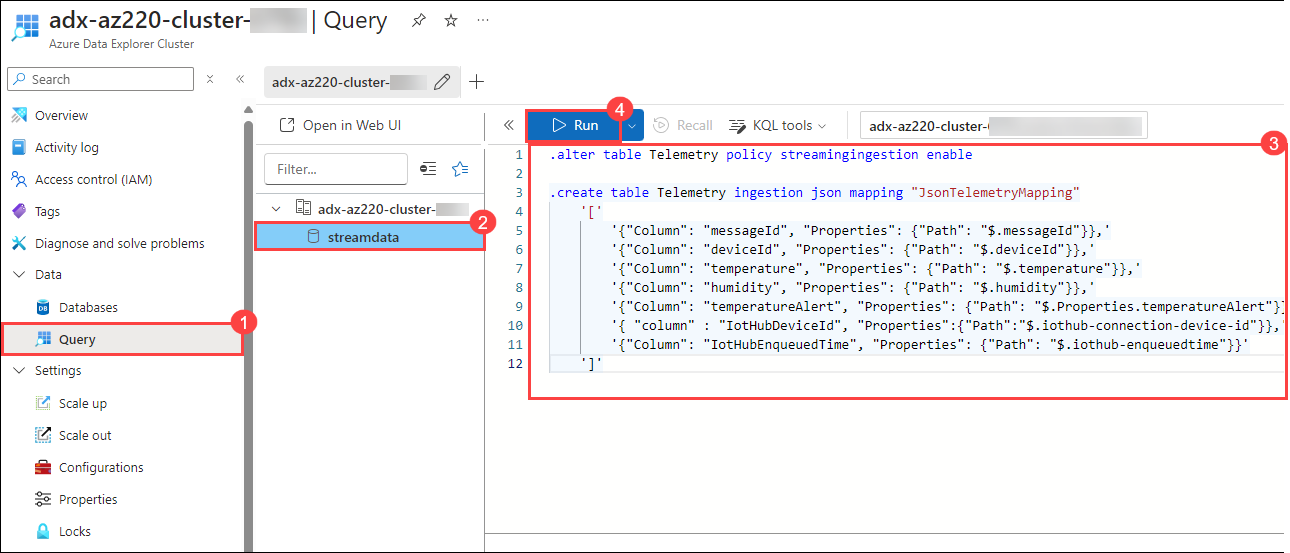 adx-az220-cluster- | Query
Azure Data Explorer Cluster
Search
Overview
Activity log
Access control (IAM)
Tags
Diagnose and solve problems
Data
Databases
Query
1
Settings
Scale up
Scale out
Configurations
Properties
Locks
adx-az220-cluster-
Open in Web UI
Filter...
adx-az220-cluster-
streamdata
2
Run
4
Recall
KQL tools
adx-az220-cluster-
3
1 .alter table Telemetry policy streamingingestion enable
2
3 .create table Telemetry ingestion json mapping "JsonTelemetryMapping"
4 '['
5 '{"Column": "messageId", "Properties": {"Path": "$.messageId"}},'
6 '{"Column": "deviceId", "Properties": {"Path": "$.deviceId"}},'
7 '{"Column": "temperature", "Properties": {"Path": "$.temperature"}},'
8 '{"Column": "humidity", "Properties": {"Path": "$.humidity"}},'
9 '{"Column": "temperatureAlert", "Properties": {"Path": "$.Properties.temperatureAlert"}}
10 '{ "column" : "IotHubDeviceId", "Properties":{"Path":"$.iothub-connection-device-id"}},'
11 '{"Column": "IotHubEnqueuedTime", "Properties": {"Path": "$.iothub-enqueuedtime"}}'
12 ']'